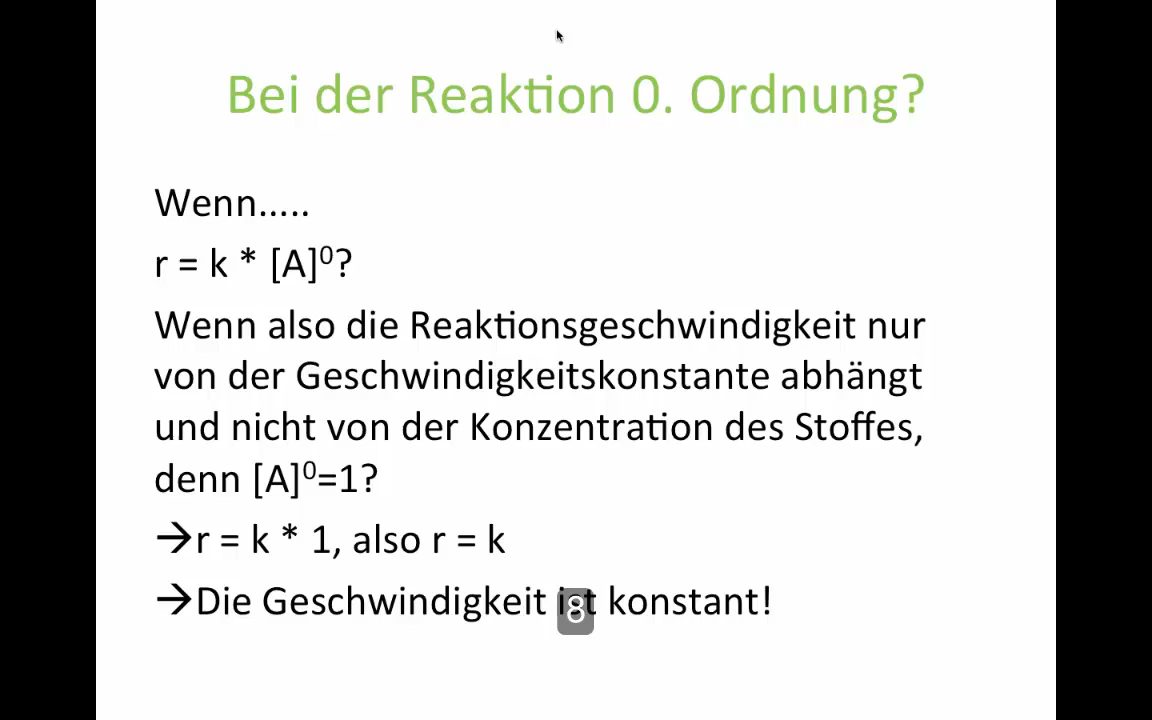 Bei der Reaktion 0. Ordnung?
Wenn.....
r = k * [A]⁰?
Wenn also die Reaktionsgeschwindigkeit nur
von der Geschwindigkeitskonstante abhängt
und nicht von der Konzentration des Stoffes,
denn [A]⁰=1?
→r = k * 1, also r = k
→Die Geschwindigkeit ist konstant!
8